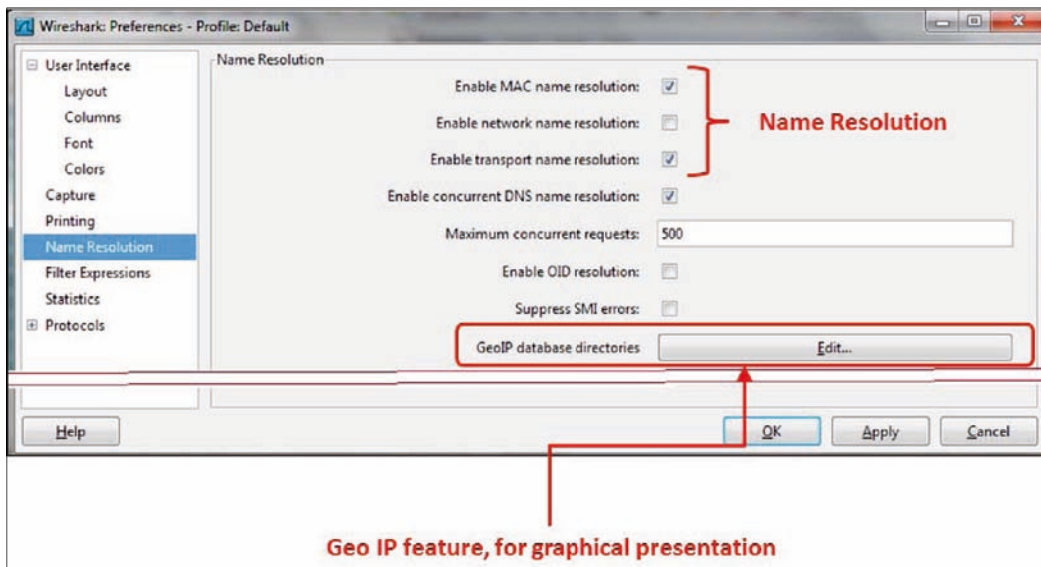 Wireshark: Preferences - Profile: Default
User Interface
Layout
Columns
Font
Colors
Capture
Printing
Name Resolution
Filter Expressions
Statistics
Protocols
Name Resolution
Enable MAC name resolution:
Enable network name resolution:
Enable transport name resolution:
Name Resolution
Enable concurrent DNS name resolution:
Maximum concurrent requests: 500
Enable OID resolution:
Suppress SMI errors:
GeoIP database directories Edit...
Help OK Apply Cancel
Geo IP feature, for graphical presentation